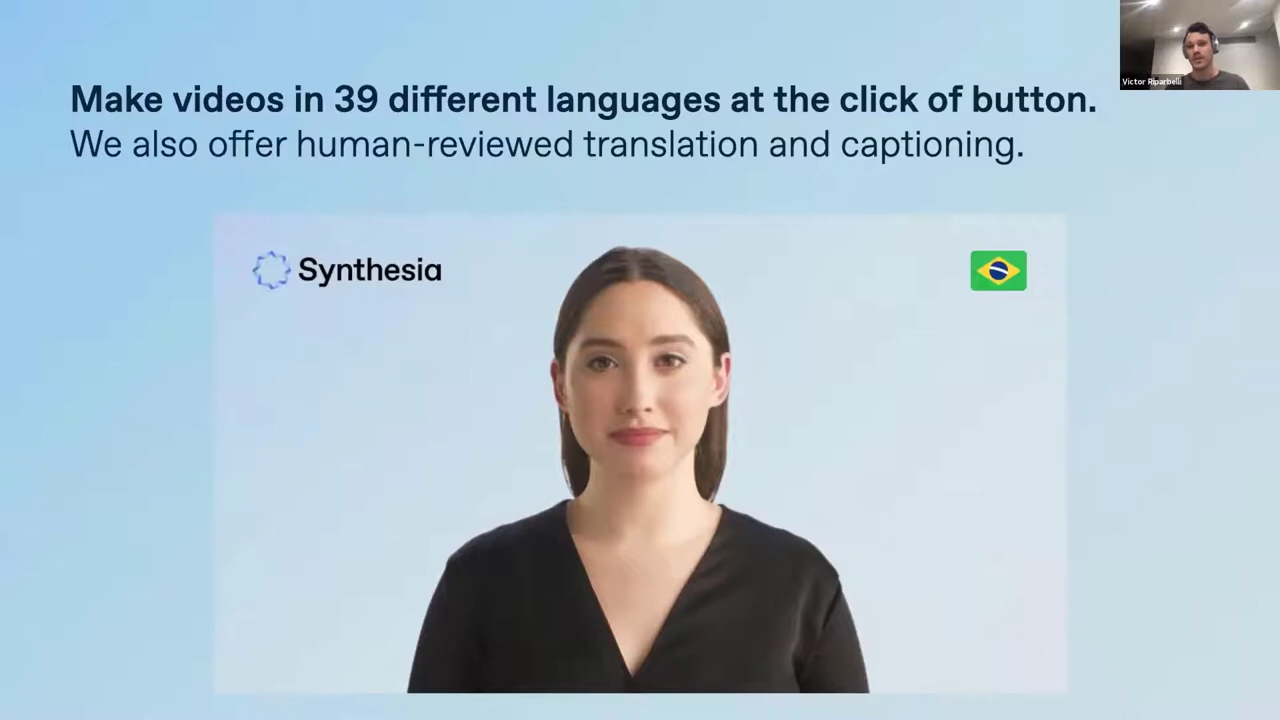 Make videos in 39 different languages at the click of button.
We also offer human-reviewed translation and captioning.
Synthesia
Victor Riparbelli